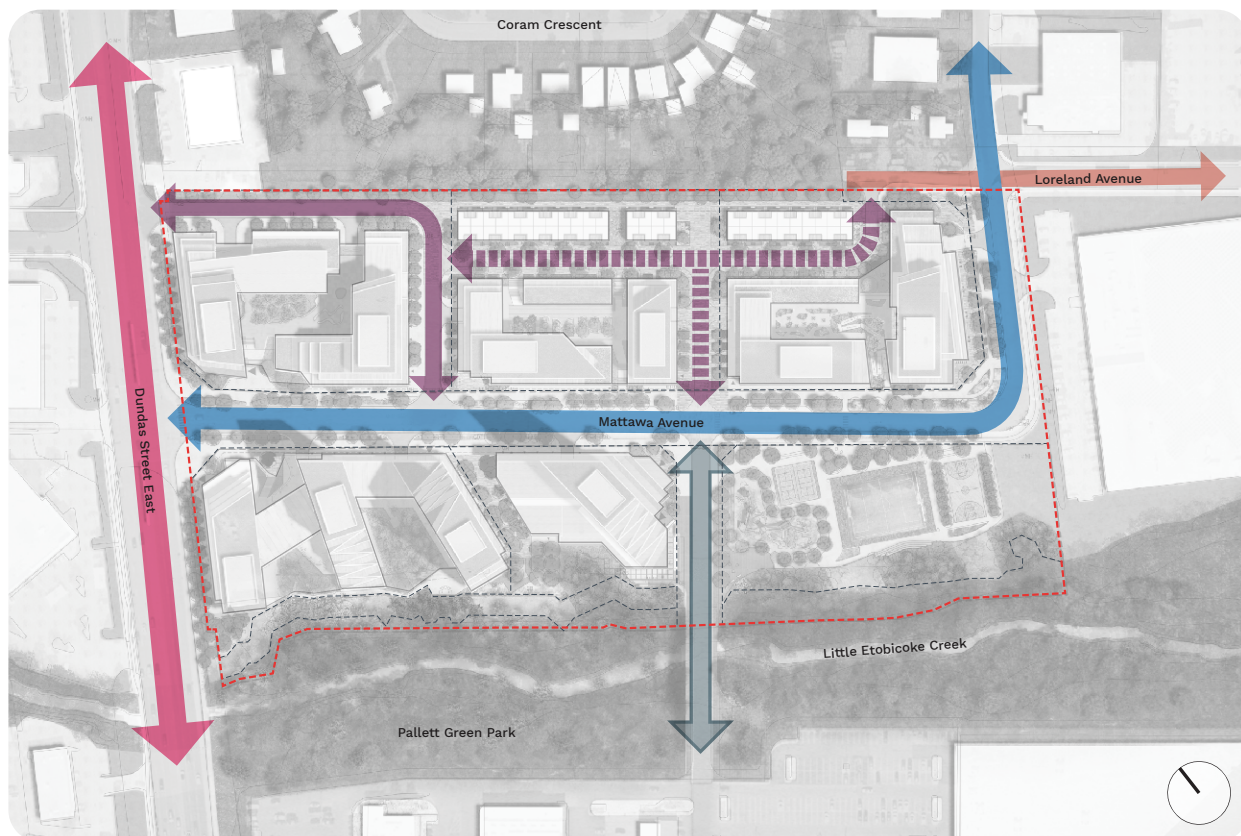 Coram Crescent
Loreland Avenue
Dundas Street East
Mattawa Avenue
Little Etobicoke Creek
Pallett Green Park